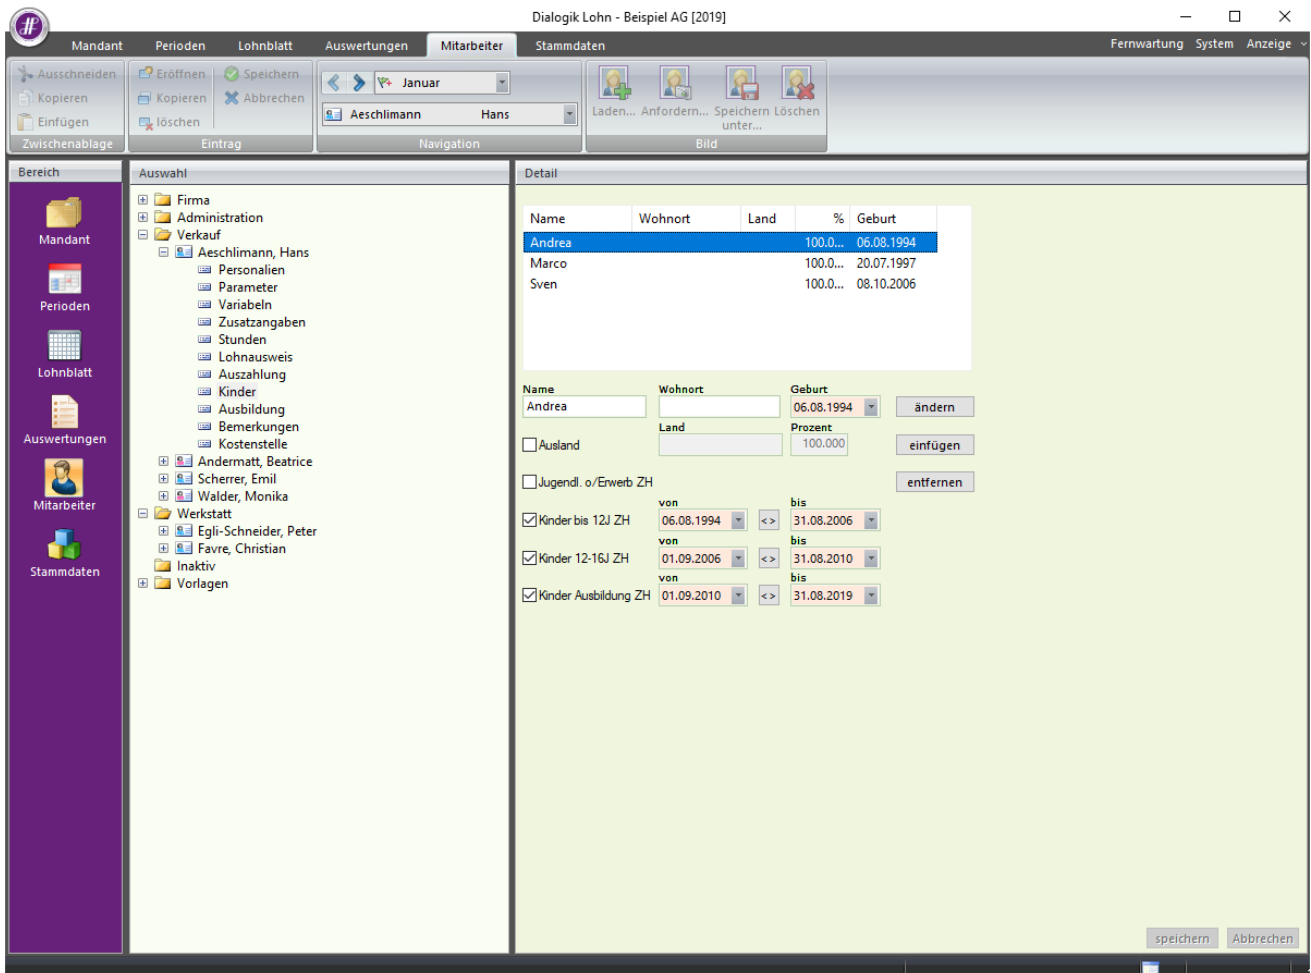 Dialogik Lohn - Beispiel AG [2019]
Mandant Perioden Lohnblatt Auswertungen Mitarbeiter Stammdaten Fernwartung System Anzeige
Ausschneiden
Kopieren
Einfügen
Zwischenablage
Eröffnen Speichern
Kopieren Abbrechen
löschen
Eintrag
Januar
Aeschlimann Hans
Navigation
Laden... Anfordern... Speichern unter... Löschen
Bild
Bereich
Mandant
Perioden
Lohnblatt
Auswertungen
Mitarbeiter
Stammdaten
Auswahl
Firma
Administration
Verkauf
Aeschlimann, Hans
Personalien
Parameter
Variabeln
Zusatzangaben
Stunden
Lohnausweis
Auszahlung
Kinder
Ausbildung
Bemerkungen
Kostenstelle
Andermatt, Beatrice
Scherrer, Emil
Walder, Monika
Werkstatt
Egli-Schneider, Peter
Favre, Christian
Inaktiv
Vorlagen
Detail
Name Wohnort Land % Geburt
Andrea 100.0... 06.08.1994
Marco 100.0... 20.07.1997
Sven 100.0... 08.10.2006
Name Wohnort Geburt
Andrea 06.08.1994 ändern
Land Prozent
Ausland 100.000 einfügen
Jugendl. o/Erwerb ZH entfernen
von bis
Kinder bis 12J ZH 06.08.1994 <> 31.08.2006
von bis
Kinder 12-16J ZH 01.09.2006 <> 31.08.2010
von bis
Kinder Ausbildung ZH 01.09.2010 <> 31.08.2019
speichern Abbrechen